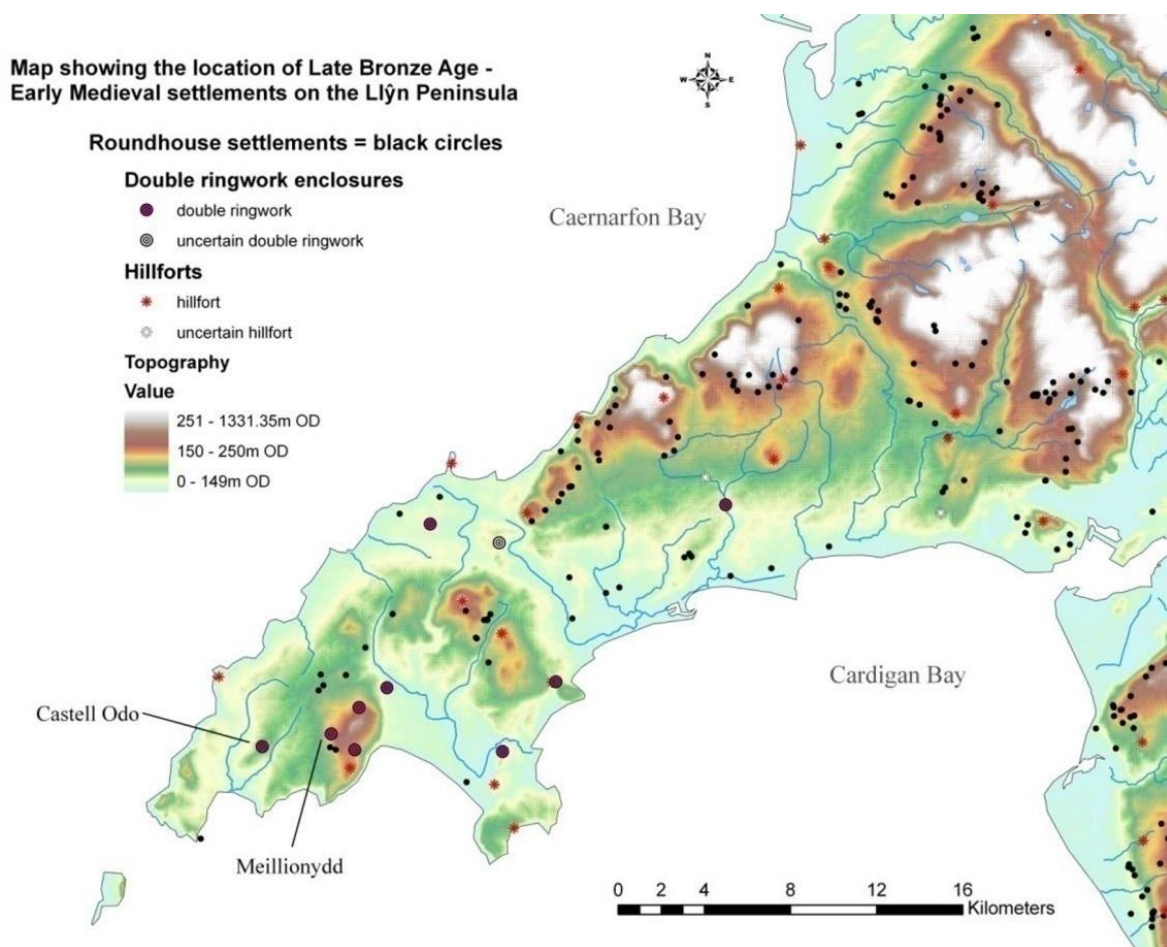 Map showing the location of Late Bronze Age -
Early Medieval settlements on the Llŷn Peninsula
Roundhouse settlements = black circles
Double ringwork enclosures
double ringwork
uncertain double ringwork
Hillforts
hillfort
uncertain hillfort
Topography
Value
251 - 1331.35m OD
150 - 250m OD
0 - 149m OD
N
W E
S
Caernarfon Bay
Cardigan Bay
Castell Odo
Meillionydd
0 2 4 8 12 16
Kilometers